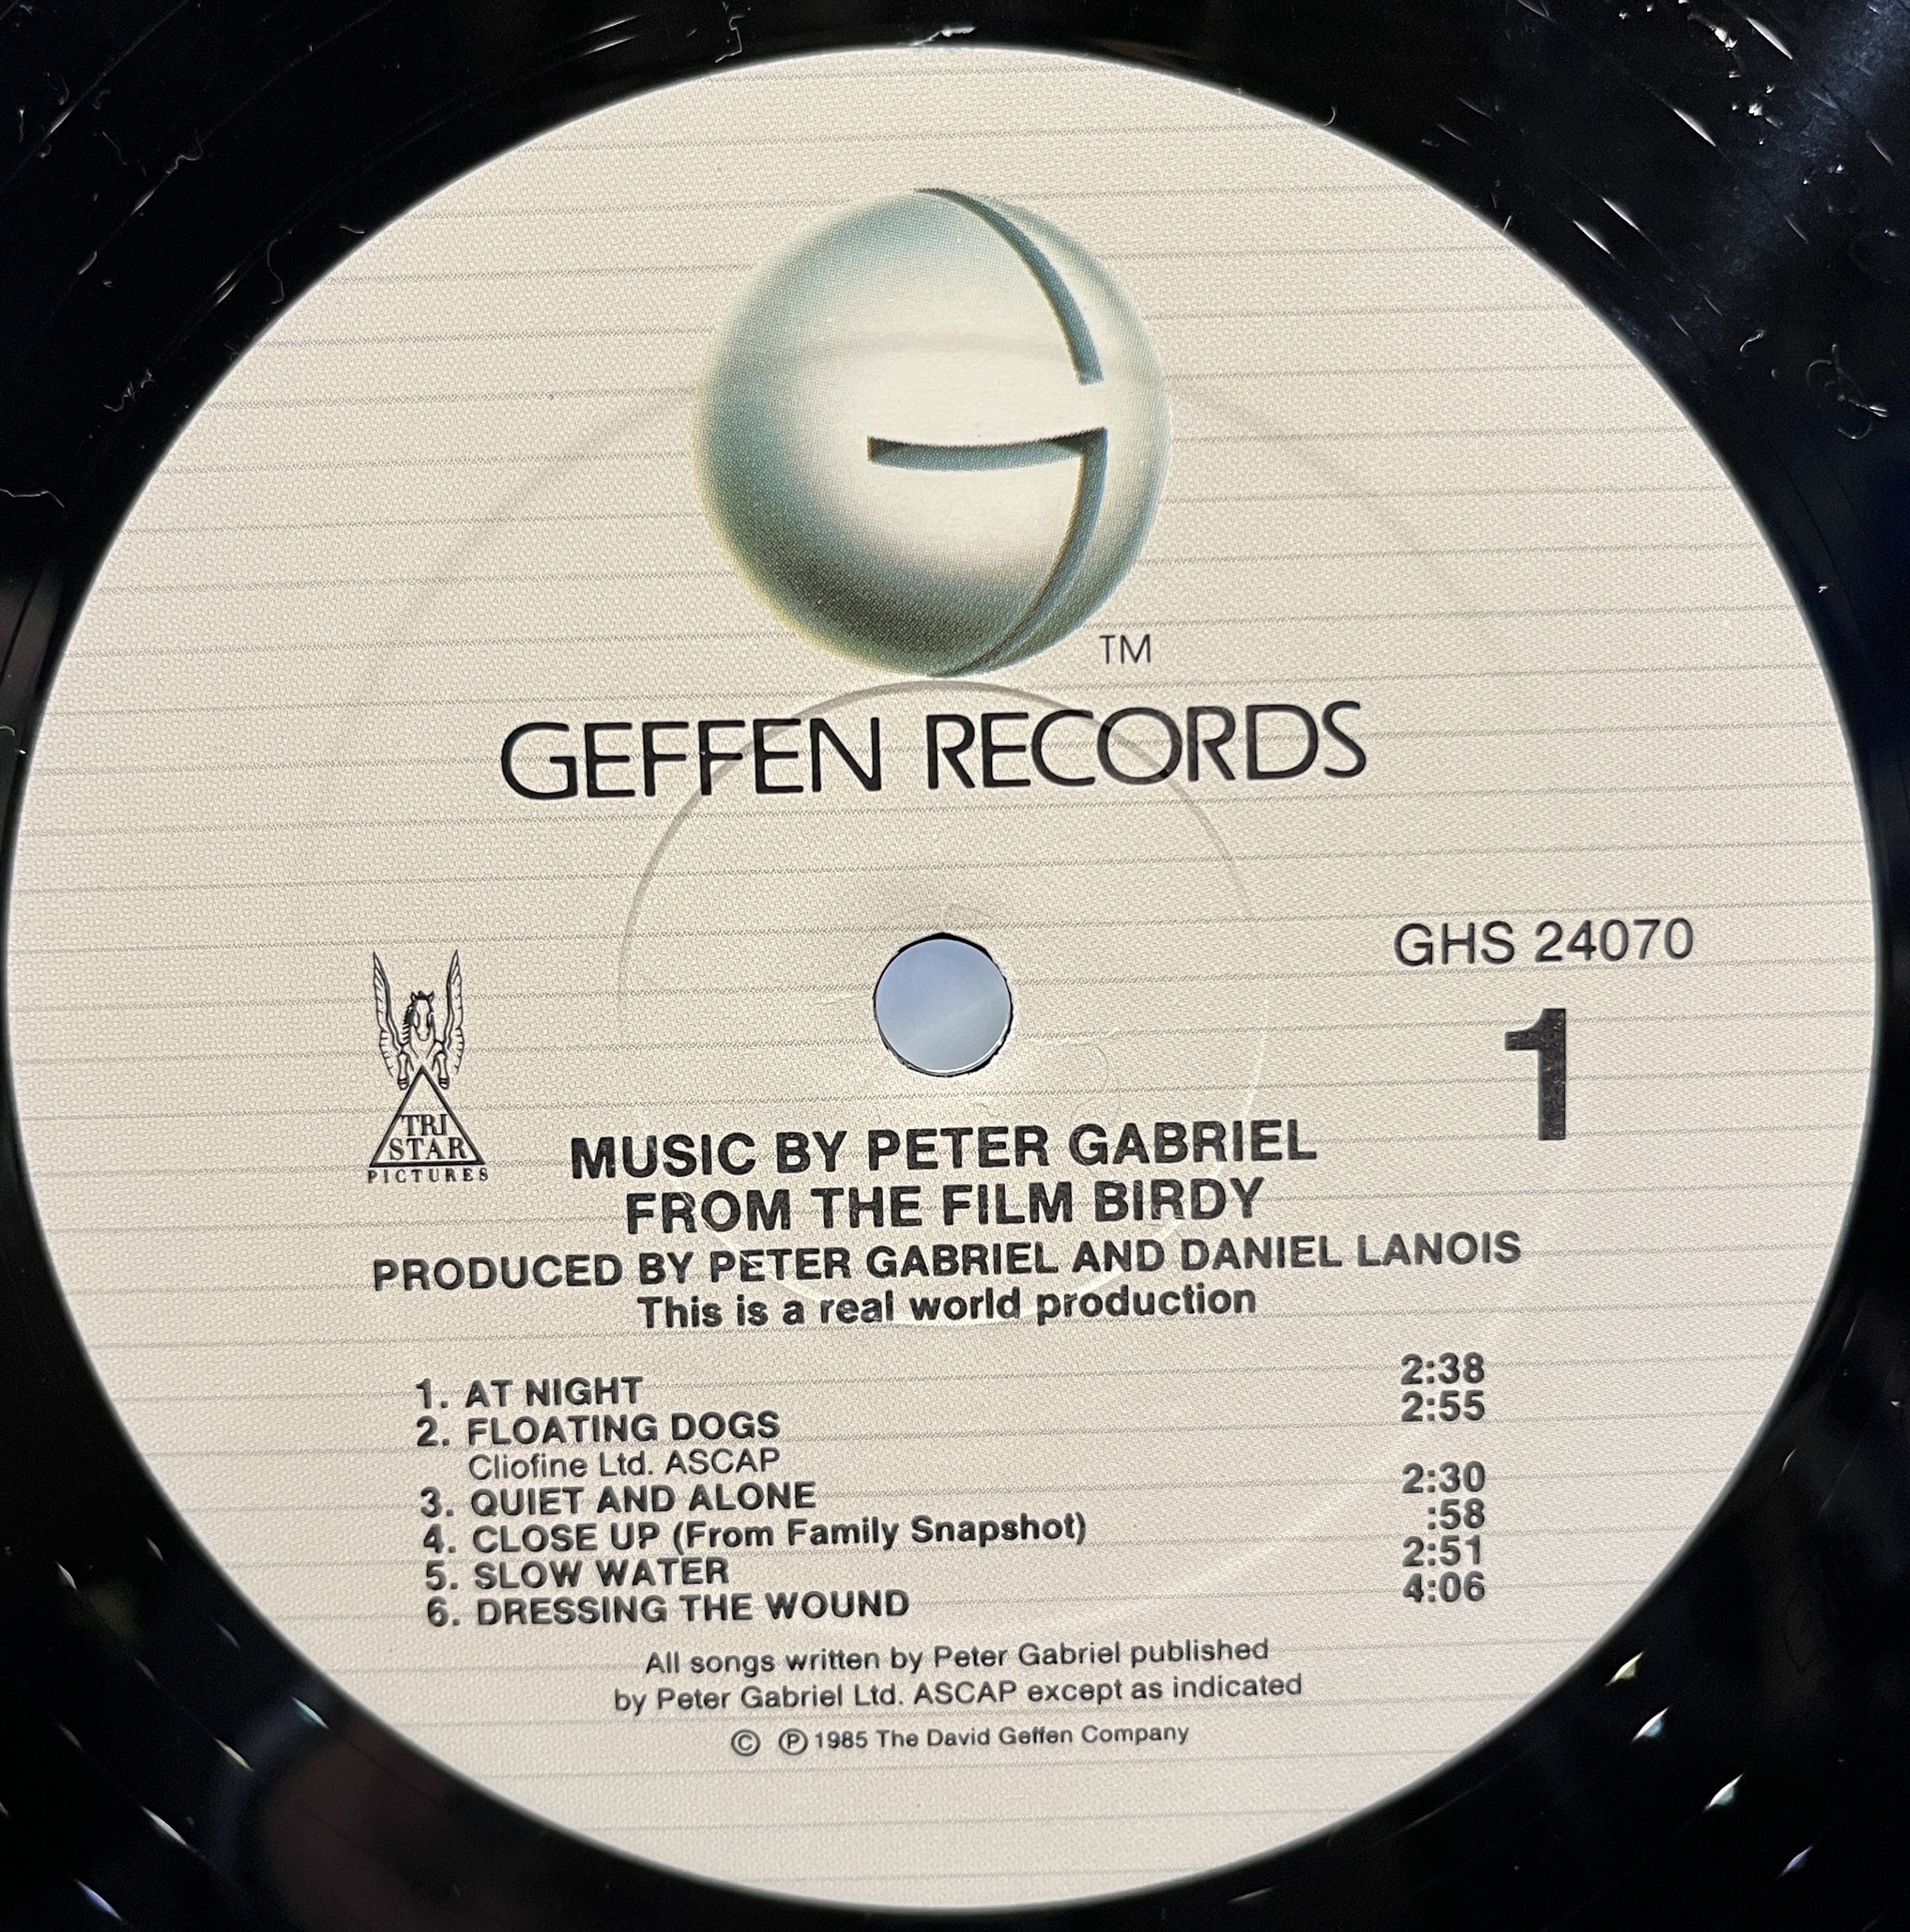 TM
GEFFEN RECORDS
GHS 24070
1
TRI
STAR
PICTURES
MUSIC BY PETER GABRIEL
FROM THE FILM BIRDY
PRODUCED BY PETER GABRIEL AND DANIEL LANOIS
This is a real world production
1. AT NIGHT 2:38
2. FLOATING DOGS 2:55
Cliofine Ltd. ASCAP
3. QUIET AND ALONE 2:30
4. CLOSE UP (From Family Snapshot) :58
5. SLOW WATER 2:51
6. DRESSING THE WOUND 4:06
All songs written by Peter Gabriel published
by Peter Gabriel Ltd. ASCAP except as indicated
© ℗ 1985 The David Geffen Company